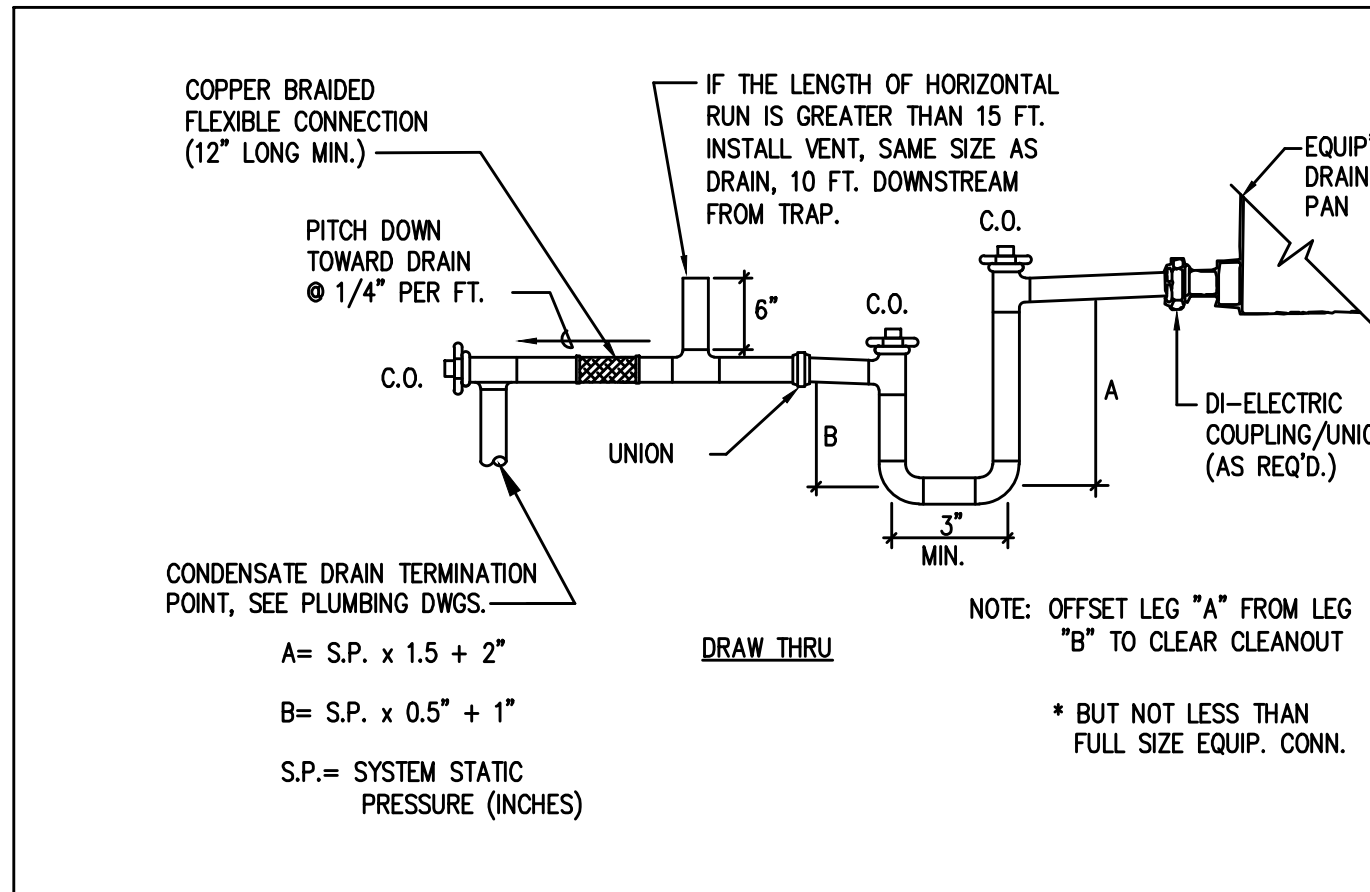 COPPER BRAIDED
FLEXIBLE CONNECTION
(12" LONG MIN.)
IF THE LENGTH OF HORIZONTAL
RUN IS GREATER THAN 15 FT.
INSTALL VENT, SAME SIZE AS
DRAIN, 10 FT. DOWNSTREAM
FROM TRAP.
EQUIP'
DRAIN
PAN
PITCH DOWN
TOWARD DRAIN
@ 1/4" PER FT.
C.O.
6"
C.O.
C.O.
A
B
UNION
DI-ELECTRIC
COUPLING/UNIO
(AS REQ'D.)
3"
MIN.
CONDENSATE DRAIN TERMINATION
POINT, SEE PLUMBING DWGS.
NOTE: OFFSET LEG "A" FROM LEG
"B" TO CLEAR CLEANOUT
A= S.P. x 1.5 + 2"
DRAW THRU
B= S.P. x 0.5" + 1"
* BUT NOT LESS THAN
FULL SIZE EQUIP. CONN.
S.P.= SYSTEM STATIC
PRESSURE (INCHES)